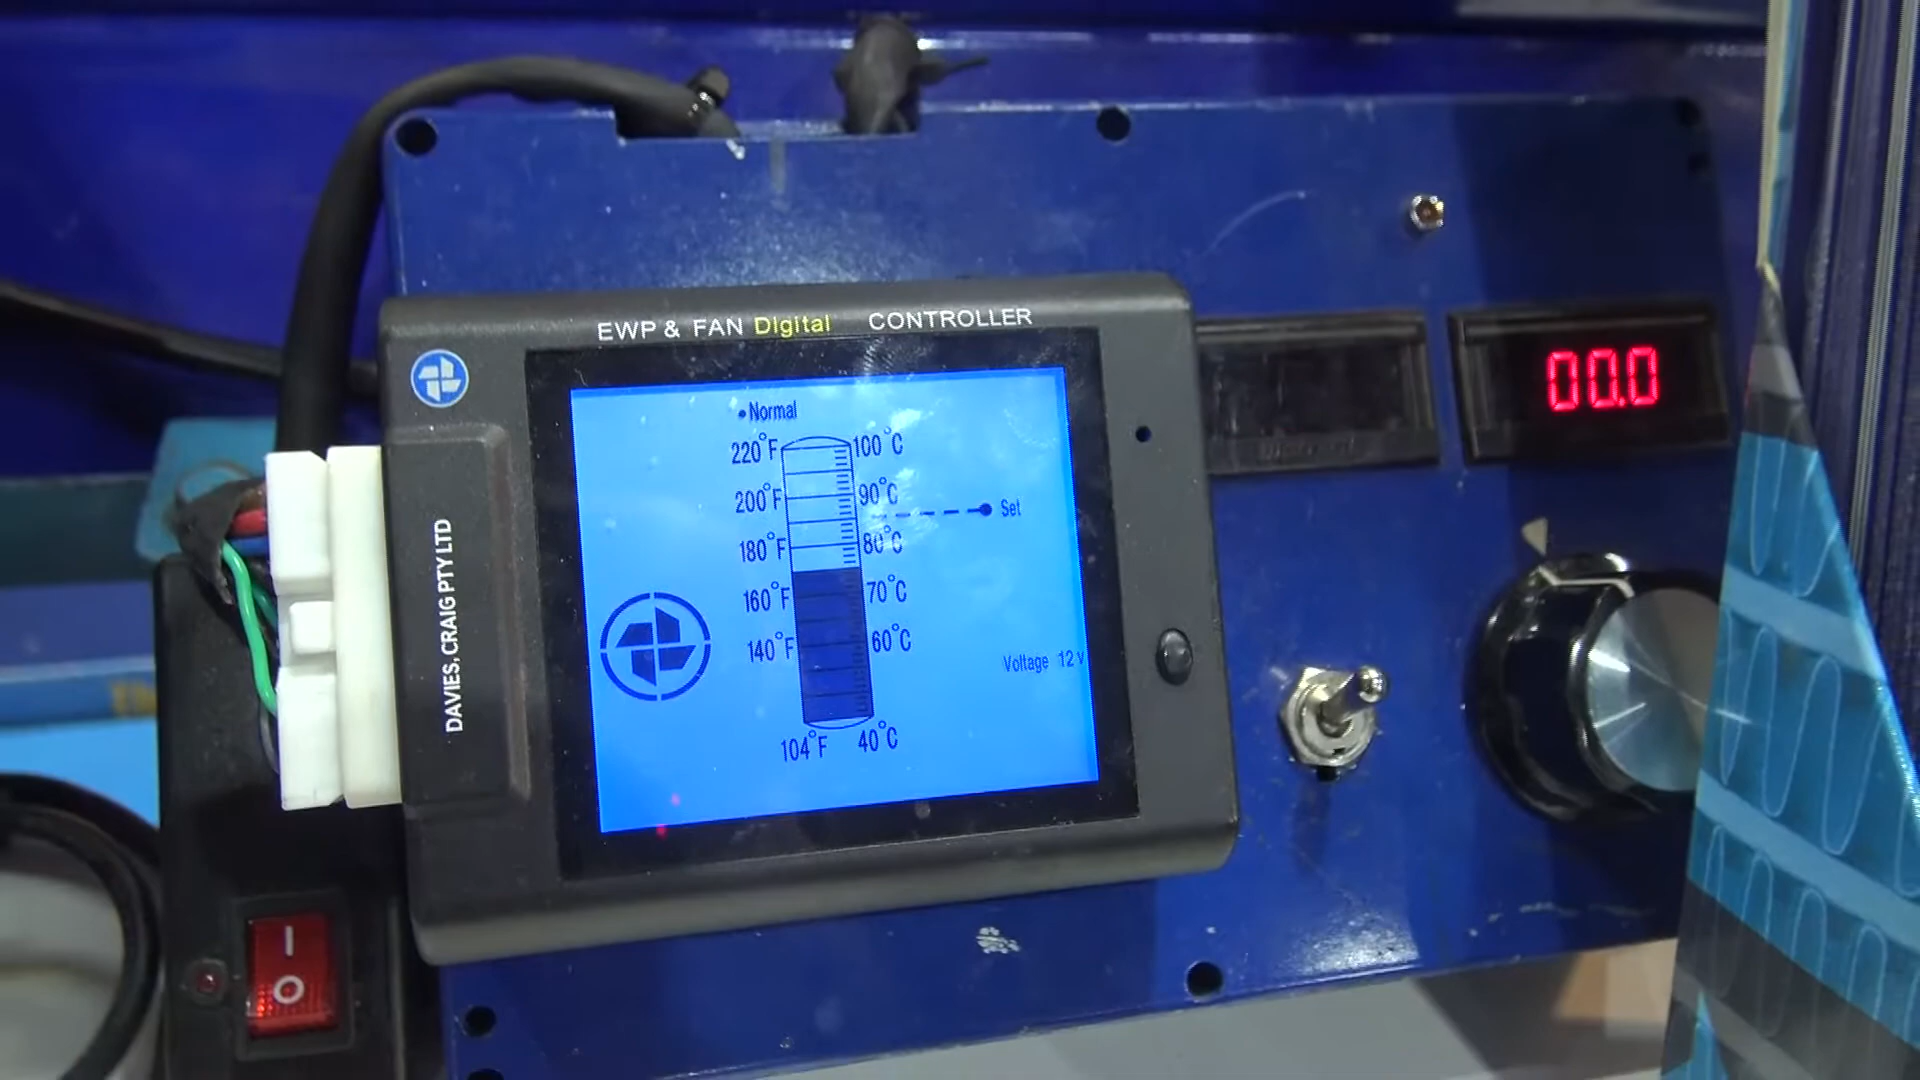 EWP & FAN Digital CONTROLLER
DAVIES, CRAIG PTY LTD
Normal
220°F 100°C
200°F 90°C
Set
180°F 80°C
160°F 70°C
140°F 60°C
Voltage 12 v
104°F 40°C
00.0
I
O